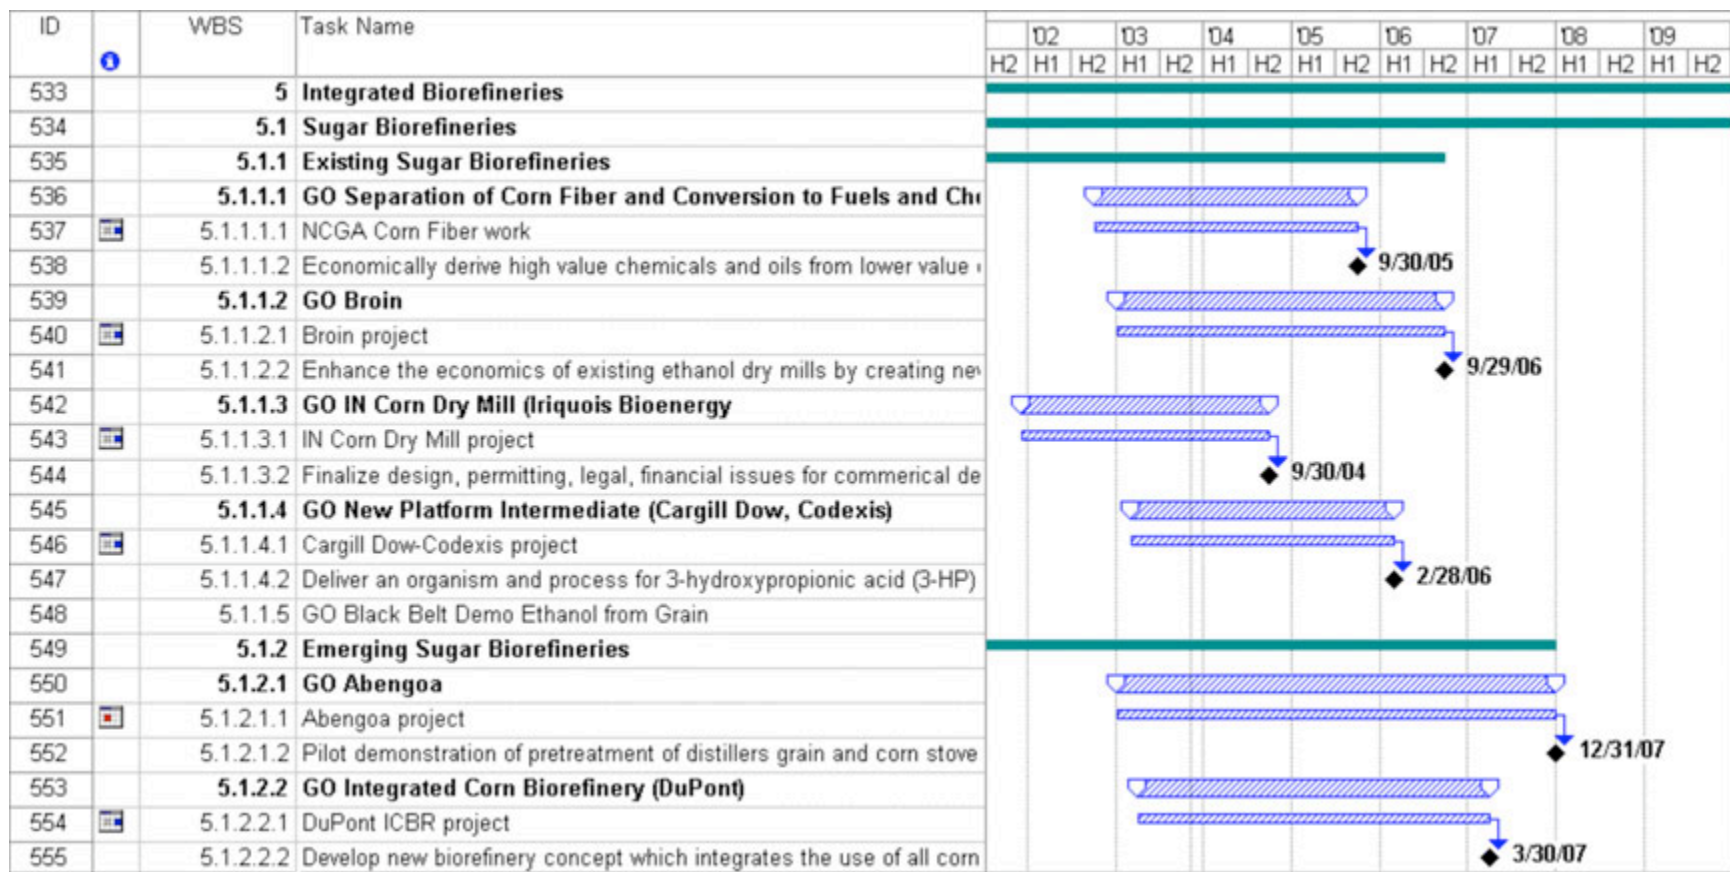 ID WBS Task Name
'02 '03 '04 '05 '06 '07 '08 '09
H2 H1 H2 H1 H2 H1 H2 H1 H2 H1 H2 H1 H2 H1 H2 H1 H2
533 5 Integrated Biorefineries
534 5.1 Sugar Biorefineries
535 5.1.1 Existing Sugar Biorefineries
536 5.1.1.1 GO Separation of Corn Fiber and Conversion to Fuels and Che
537 5.1.1.1.1 NCGA Corn Fiber work
538 5.1.1.1.2 Economically derive high value chemicals and oils from lower value 9/30/05
539 5.1.1.2 GO Broin
540 5.1.1.2.1 Broin project
541 5.1.1.2.2 Enhance the economics of existing ethanol dry mills by creating new 9/29/06
542 5.1.1.3 GO IN Corn Dry Mill (Iriquois Bioenergy
543 5.1.1.3.1 IN Corn Dry Mill project
544 5.1.1.3.2 Finalize design, permitting, legal, financial issues for commerical de 9/30/04
545 5.1.1.4 GO New Platform Intermediate (Cargill Dow, Codexis)
546 5.1.1.4.1 Cargill Dow-Codexis project
547 5.1.1.4.2 Deliver an organism and process for 3-hydroxypropionic acid (3-HP) 2/28/06
548 5.1.1.5 GO Black Belt Demo Ethanol from Grain
549 5.1.2 Emerging Sugar Biorefineries
550 5.1.2.1 GO Abengoa
551 5.1.2.1.1 Abengoa project
552 5.1.2.1.2 Pilot demonstration of pretreatment of distillers grain and corn stove 12/31/07
553 5.1.2.2 GO Integrated Corn Biorefinery (DuPont)
554 5.1.2.2.1 DuPont ICBR project
555 5.1.2.2.2 Develop new biorefinery concept which integrates the use of all corn 3/30/07